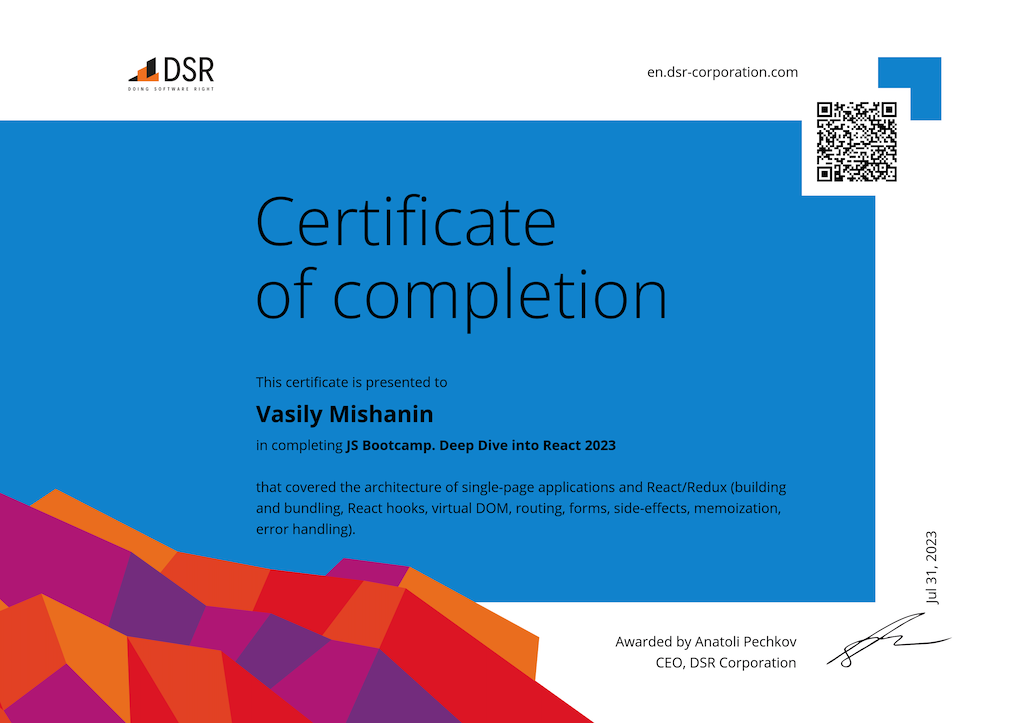 DSR
DOING SOFTWARE RIGHT
en.dsr-corporation.com
Certificate
of completion
This certificate is presented to
Vasily Mishanin
in completing JS Bootcamp. Deep Dive into React 2023
that covered the architecture of single-page applications and React/Redux (building
and bundling, React hooks, virtual DOM, routing, forms, side-effects, memoization,
error handling).
Jul 31, 2023
Awarded by Anatoli Pechkov
CEO, DSR Corporation